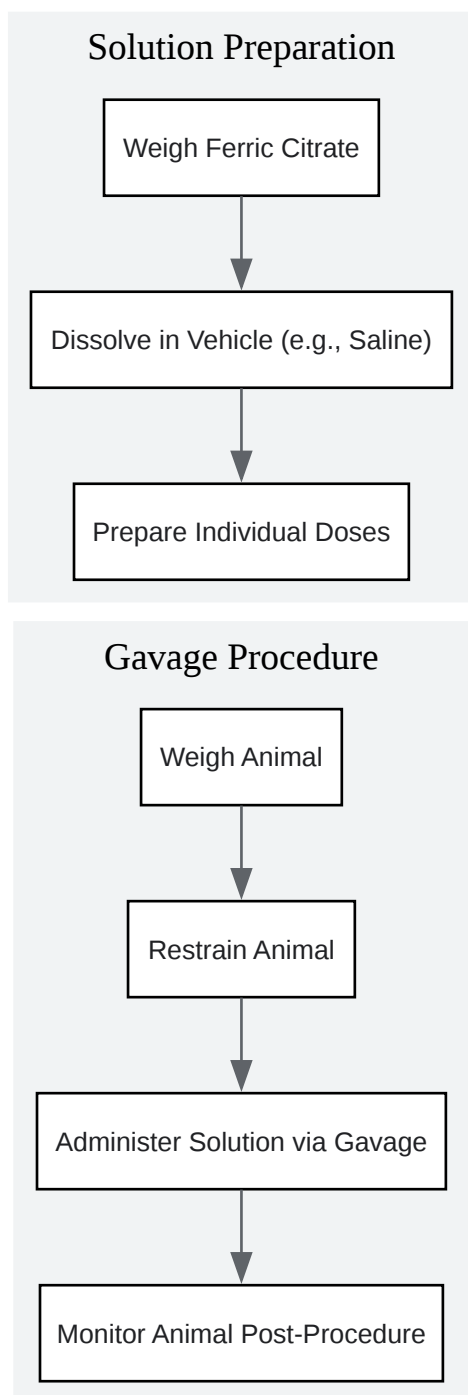 Solution Preparation
Weigh Ferric Citrate
Dissolve in Vehicle (e.g., Saline)
Prepare Individual Doses
Gavage Procedure
Weigh Animal
Restrain Animal
Administer Solution via Gavage
Monitor Animal Post-Procedure